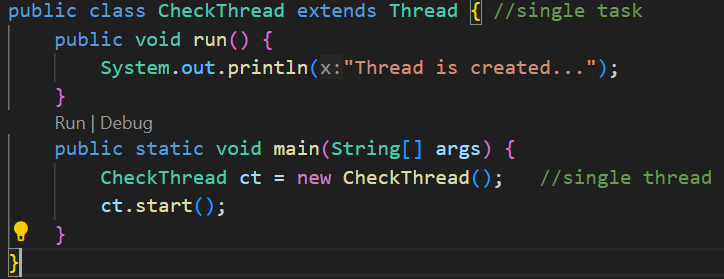 public class CheckThread extends Thread { //single task
    public void run() {
        System.out.println(x:"Thread is created...");
    }
    Run | Debug
    public static void main(String[] args) {
        CheckThread ct = new CheckThread();   //single thread
        ct.start();
    }
}